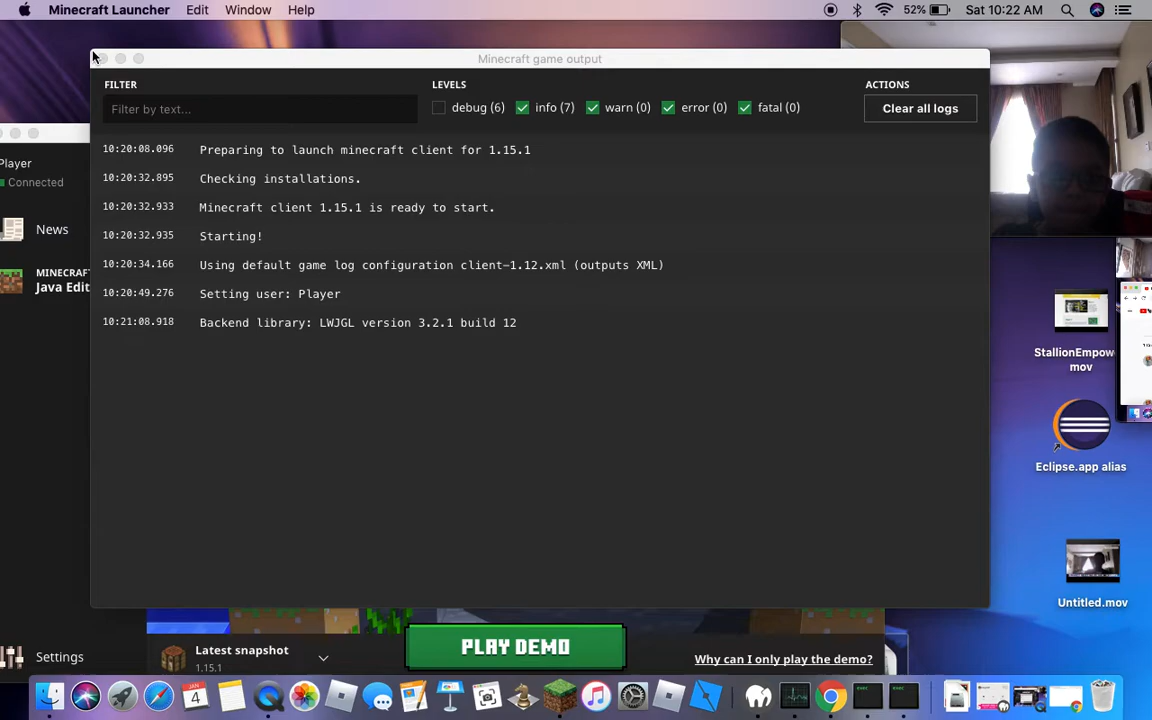 Minecraft Launcher Edit Window Help 52% Sat 10:22 AM
Minecraft game output
FILTER LEVELS ACTIONS
Filter by text... debug (6) info (7) warn (0) error (0) fatal (0) Clear all logs
10:20:08.096 Preparing to launch minecraft client for 1.15.1
10:20:32.895 Checking installations.
10:20:32.933 Minecraft client 1.15.1 is ready to start.
10:20:32.935 Starting!
10:20:34.166 Using default game log configuration client-1.12.xml (outputs XML)
10:20:49.276 Setting user: Player
10:21:08.918 Backend library: LWJGL version 3.2.1 build 12
Player
Connected
News
MINECRAFT
Java Edit
Settings
Latest snapshot
1.15.1
PLAY DEMO
Why can I only play the demo?
StallionEmpow
mov
Eclipse.app alias
Untitled.mov
JAN
4
EXEC
EXEC